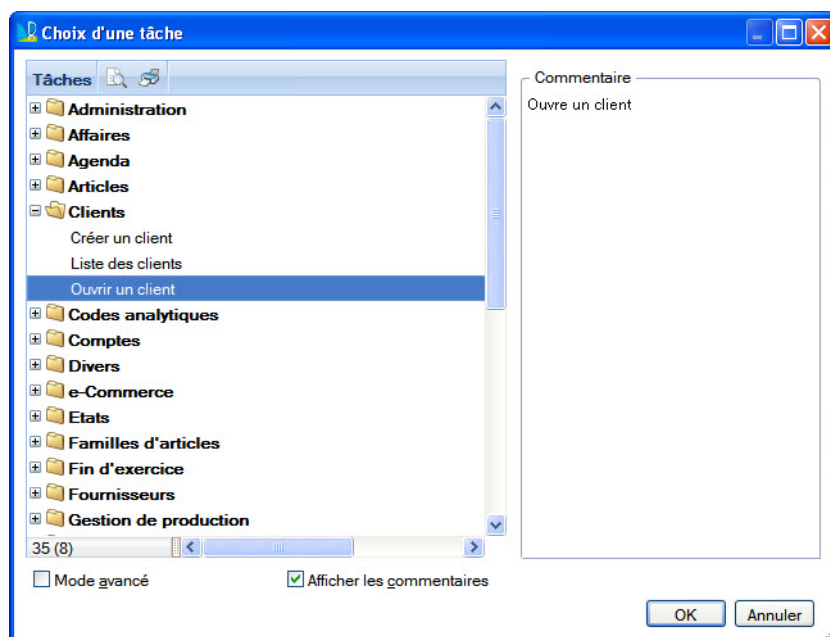 Choix d'une tâche
Tâches
Administration
Affaires
Agenda
Articles
Clients
Créer un client
Liste des clients
Ouvrir un client
Codes analytiques
Comptes
Divers
e-Commerce
Etats
Familles d'articles
Fin d'exercice
Fournisseurs
Gestion de production
35 (8)
Commentaire
Ouvre un client
Mode avancé
Afficher les commentaires
OK
Annuler